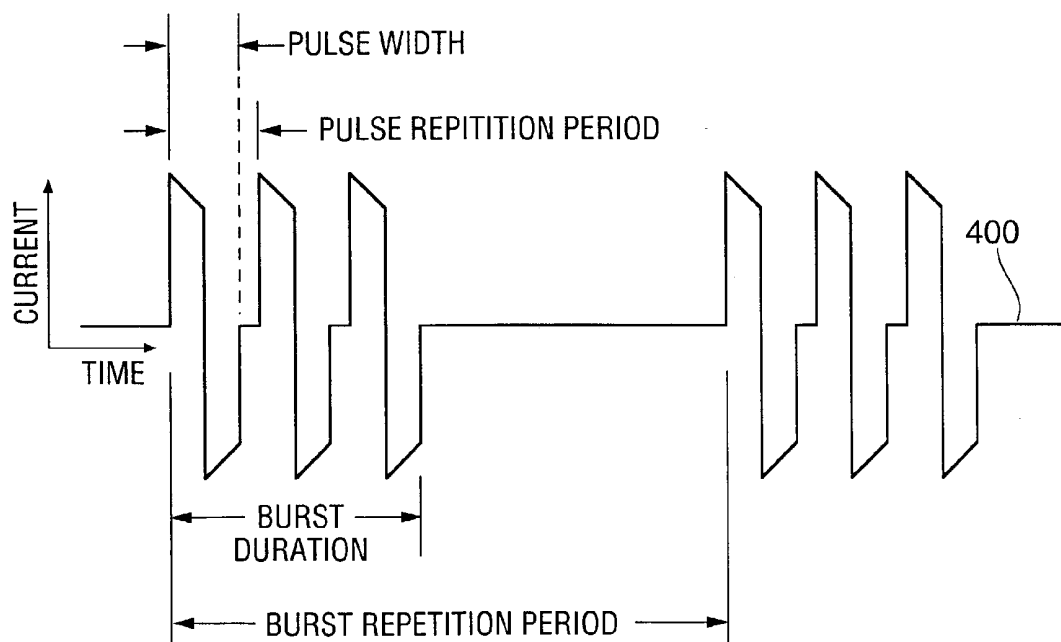 PULSE WIDTH
PULSE REPITITION PERIOD
CURRENT
400
TIME
BURST
DURATION
BURST REPETITION PERIOD